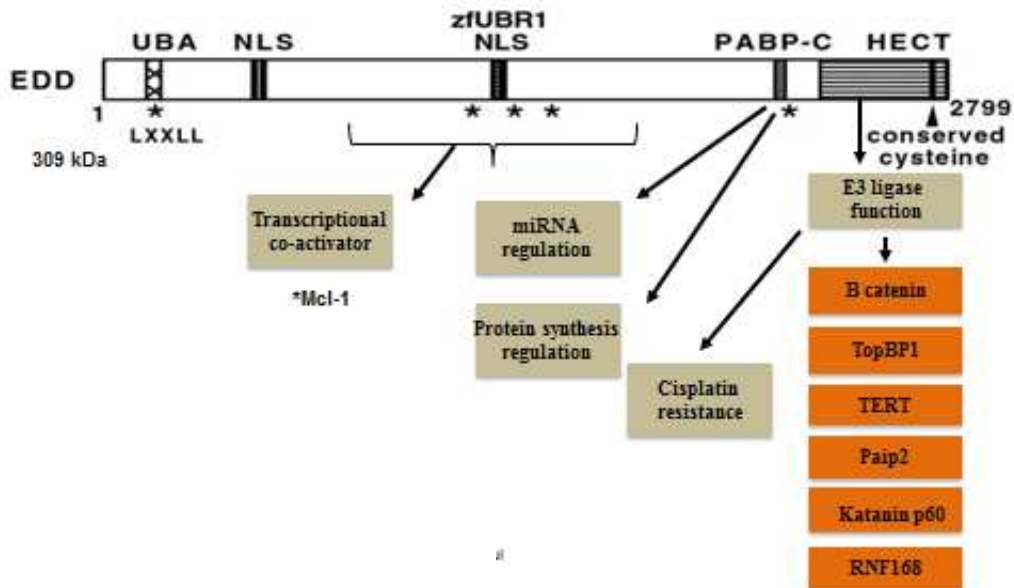 zfUBR1
UBA NLS NLS PABP-C HECT
EDD
1 * * * * * 2799
LXXLL
conserved
cysteine
309 kDa
E3 ligase
function
Transcriptional
co-activator
miRNA
regulation
*Mcl-1
B catenin
Protein synthesis
regulation
TopBP1
Cisplatin
resistance
TERT
Paip2
Katanin p60
RNF168